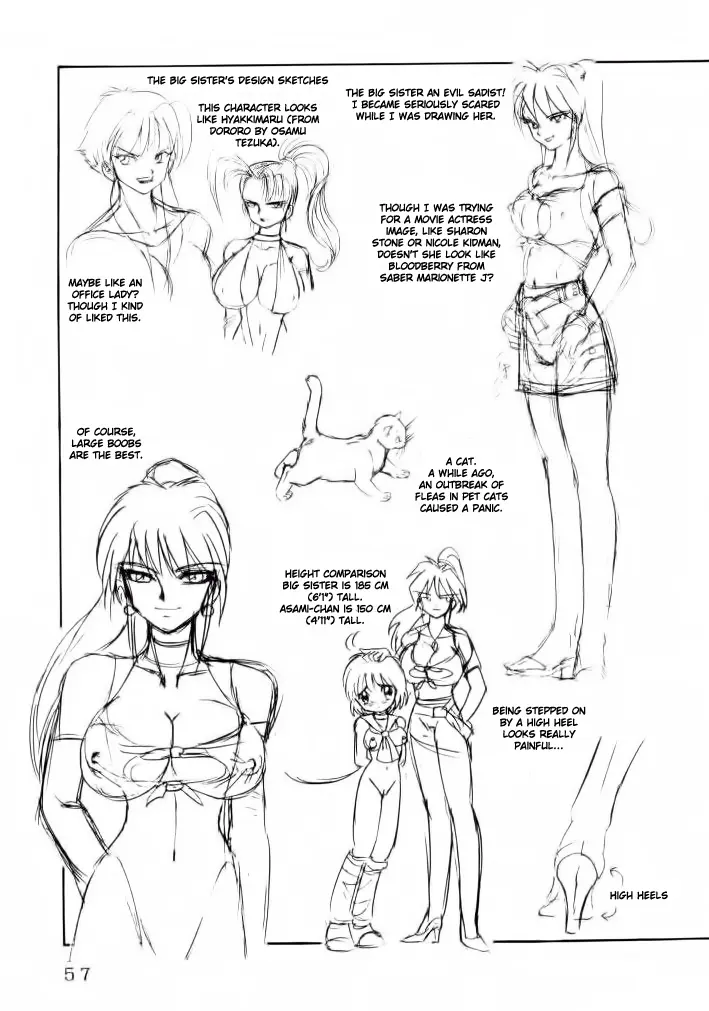 THE BIG SISTER'S DESIGN SKETCHES
THIS CHARACTER LOOKS
LIKE HYAKKIMARU (FROM
DORORO BY OSAMU
TEZUKA).
THE BIG SISTER AN EVIL SADIST!
I BECAME SERIOUSLY SCARED
WHILE I WAS DRAWING HER.
THOUGH I WAS TRYING
FOR A MOVIE ACTRESS
IMAGE, LIKE SHARON
STONE OR NICOLE KIDMAN,
DOESN'T SHE LOOK LIKE
BLOODBERRY FROM
SABER MARIONETTE J?
MAYBE LIKE AN
OFFICE LADY?
THOUGH I KIND
OF LIKED THIS.
OF COURSE,
LARGE BOOBS
ARE THE BEST.
A CAT.
A WHILE AGO,
AN OUTBREAK OF
FLEAS IN PET CATS
CAUSED A PANIC.
HEIGHT COMPARISON
BIG SISTER IS 185 CM
(6'1") TALL.
ASAMI-CHAN IS 150 CM
(4'11") TALL.
BEING STEPPED ON
BY A HIGH HEEL
LOOKS REALLY
PAINFUL...
HIGH HEELS
57